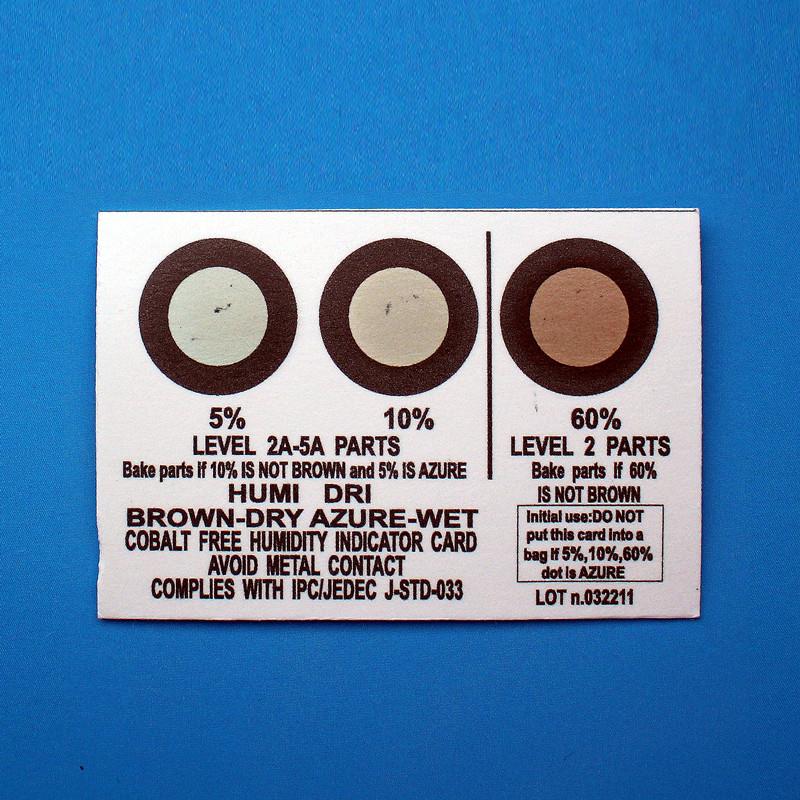 5% 10%
LEVEL 2A-5A PARTS
Bake parts if 10% IS NOT BROWN and 5% IS AZURE
HUMI DRI
BROWN-DRY AZURE-WET
COBALT FREE HUMIDITY INDICATOR CARD
AVOID METAL CONTACT
COMPLIES WITH IPC/JEDEC J-STD-033
60%
LEVEL 2 PARTS
Bake parts if 60%
IS NOT BROWN
Initial use:DO NOT
put this card into a
bag if 5%,10%,60%
dot is AZURE
LOT n.032211